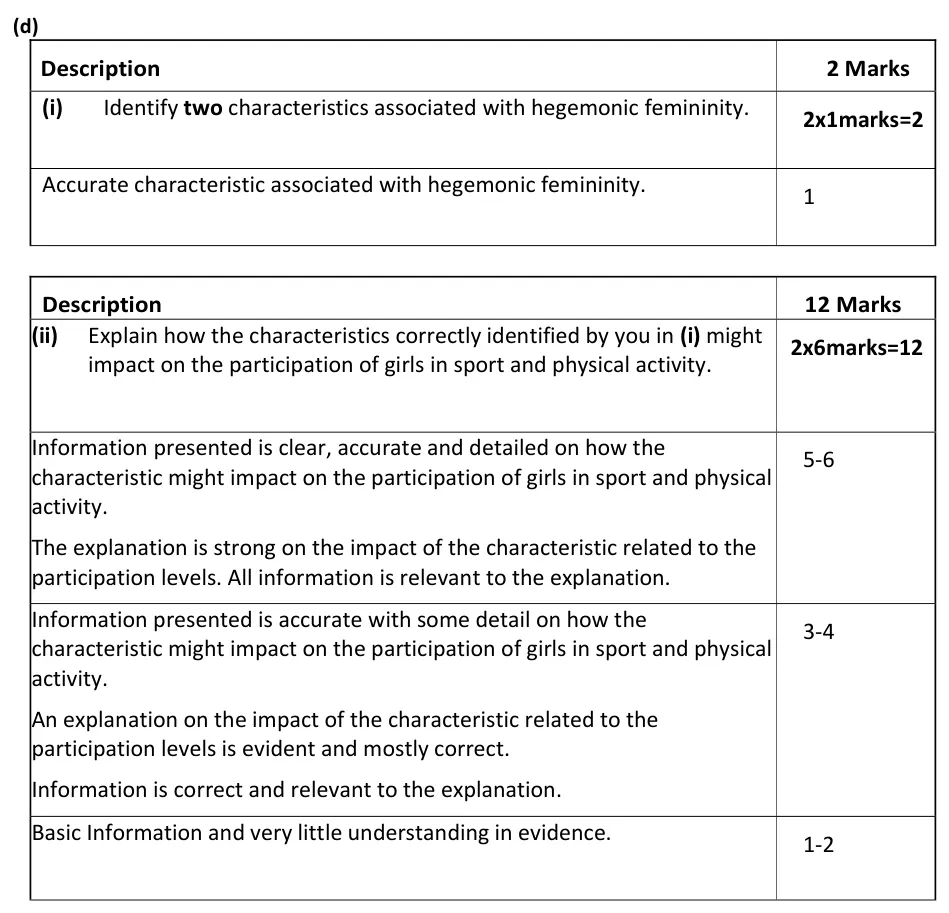 (d)
Description 2 Marks
(i) Identify two characteristics associated with hegemonic femininity. 2x1marks=2
Accurate characteristic associated with hegemonic femininity. 1
Description 12 Marks
(ii) Explain how the characteristics correctly identified by you in (i) might 2x6marks=12
impact on the participation of girls in sport and physical activity.
Information presented is clear, accurate and detailed on how the 5-6
characteristic might impact on the participation of girls in sport and physical
activity.
The explanation is strong on the impact of the characteristic related to the
participation levels. All information is relevant to the explanation.
Information presented is accurate with some detail on how the 3-4
characteristic might impact on the participation of girls in sport and physical
activity.
An explanation on the impact of the characteristic related to the
participation levels is evident and mostly correct.
Information is correct and relevant to the explanation.
Basic Information and very little understanding in evidence. 1-2